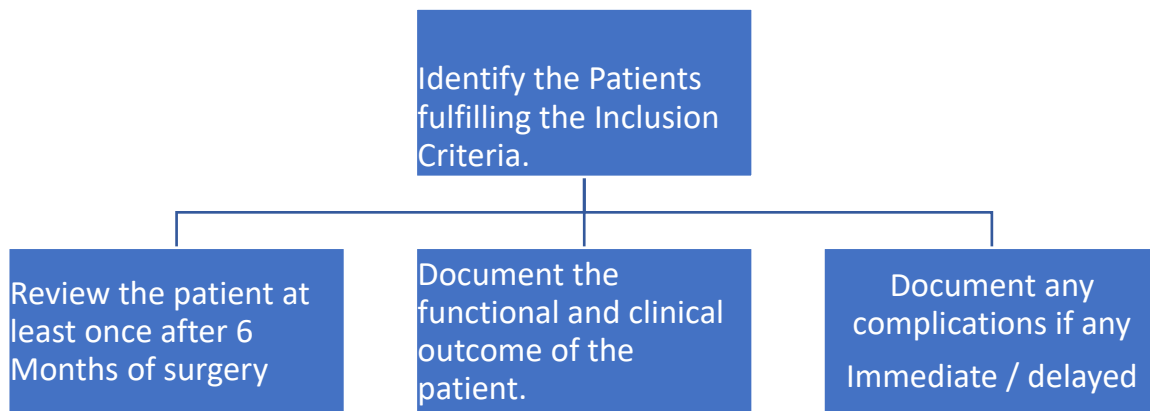 Identify the Patients
fulfilling the Inclusion
Criteria.
Review the patient at
least once after 6
Months of surgery
Document the
functional and clinical
outcome of the
patient.
Document any
complications if any
Immediate / delayed